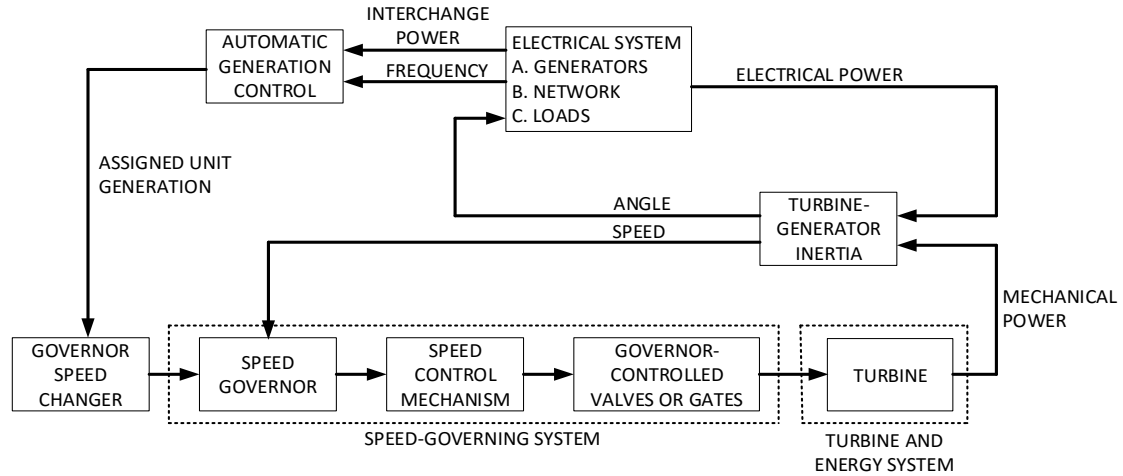 INTERCHANGE
POWER
AUTOMATIC
GENERATION
CONTROL
FREQUENCY
ELECTRICAL SYSTEM
A. GENERATORS
B. NETWORK
C. LOADS
ELECTRICAL POWER
ASSIGNED UNIT
GENERATION
ANGLE
SPEED
TURBINE-
GENERATOR
INERTIA
MECHANICAL
POWER
GOVERNOR
SPEED
CHANGER
SPEED
GOVERNOR
SPEED
CONTROL
MECHANISM
GOVERNOR-
CONTROLLED
VALVES OR GATES
TURBINE
SPEED-GOVERNING SYSTEM
TURBINE AND
ENERGY SYSTEM